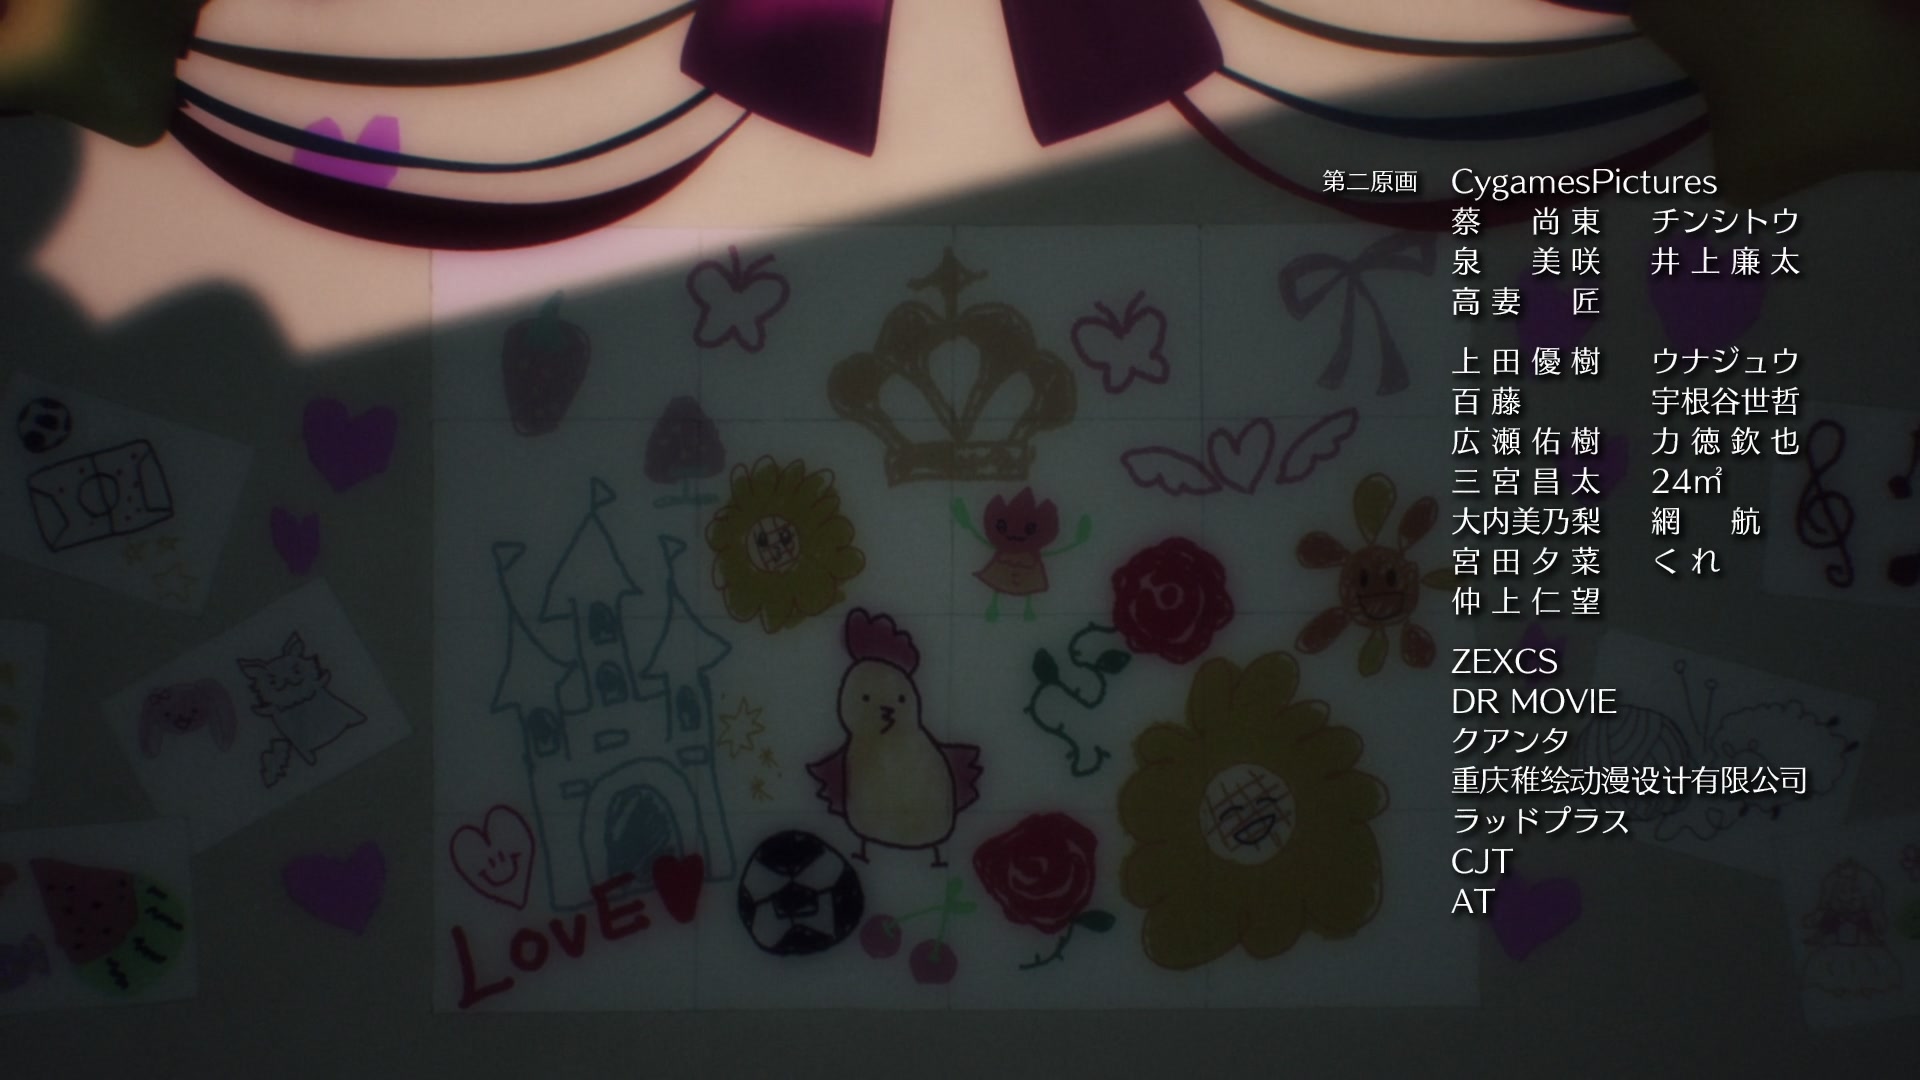 第二原画 CygamesPictures
蔡 尚東 チンシトウ
泉 美咲 井上廉太
高妻 匠
上田優樹 ウナジュウ
百藤 宇根谷世哲
広瀬佑樹 力徳欽也
三宮昌太 24㎡
大内美乃梨 網 航
宮田夕菜 くれ
仲上仁望
ZEXCS
DR MOVIE
クアンタ
重庆稚绘动漫设计有限公司
ラッドプラス
CJT
AT
LovE